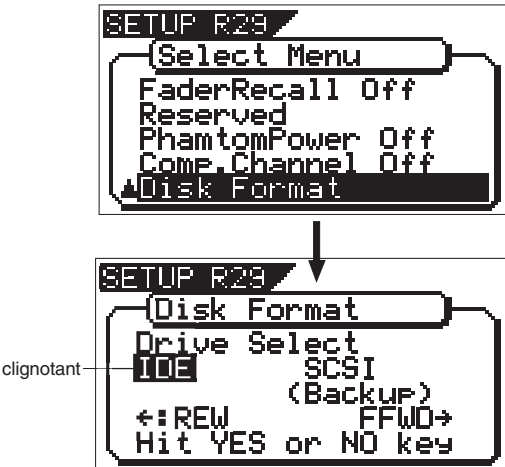 SETUP R29
Select Menu
FaderRecall Off
Reserved
PhamtomPower Off
Comp.Channel Off
▲Disk Format
SETUP R29
Disk Format
Drive Select
clignotant
IDE SCSI
(Backup)
←:REW FFWD→
Hit YES or NO key